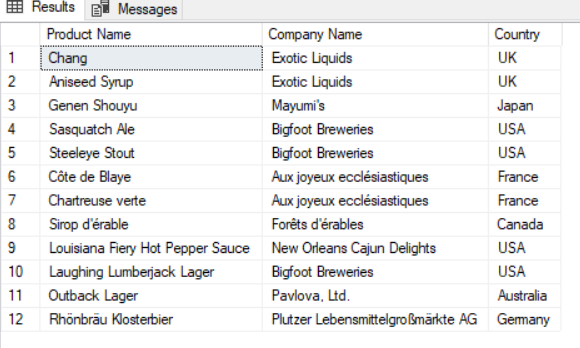 Results Messages
Product Name Company Name Country
1 Chang Exotic Liquids UK
2 Aniseed Syrup Exotic Liquids UK
3 Genen Shouyu Mayumi's Japan
4 Sasquatch Ale Bigfoot Breweries USA
5 Steeleye Stout Bigfoot Breweries USA
6 Côte de Blaye Aux joyeux ecclésiastiques France
7 Chartreuse verte Aux joyeux ecclésiastiques France
8 Sirop d'érable Forêts d'érables Canada
9 Louisiana Fiery Hot Pepper Sauce New Orleans Cajun Delights USA
10 Laughing Lumberjack Lager Bigfoot Breweries USA
11 Outback Lager Pavlova, Ltd. Australia
12 Rhönbräu Klosterbier Plutzer Lebensmittelgroßmärkte AG Germany